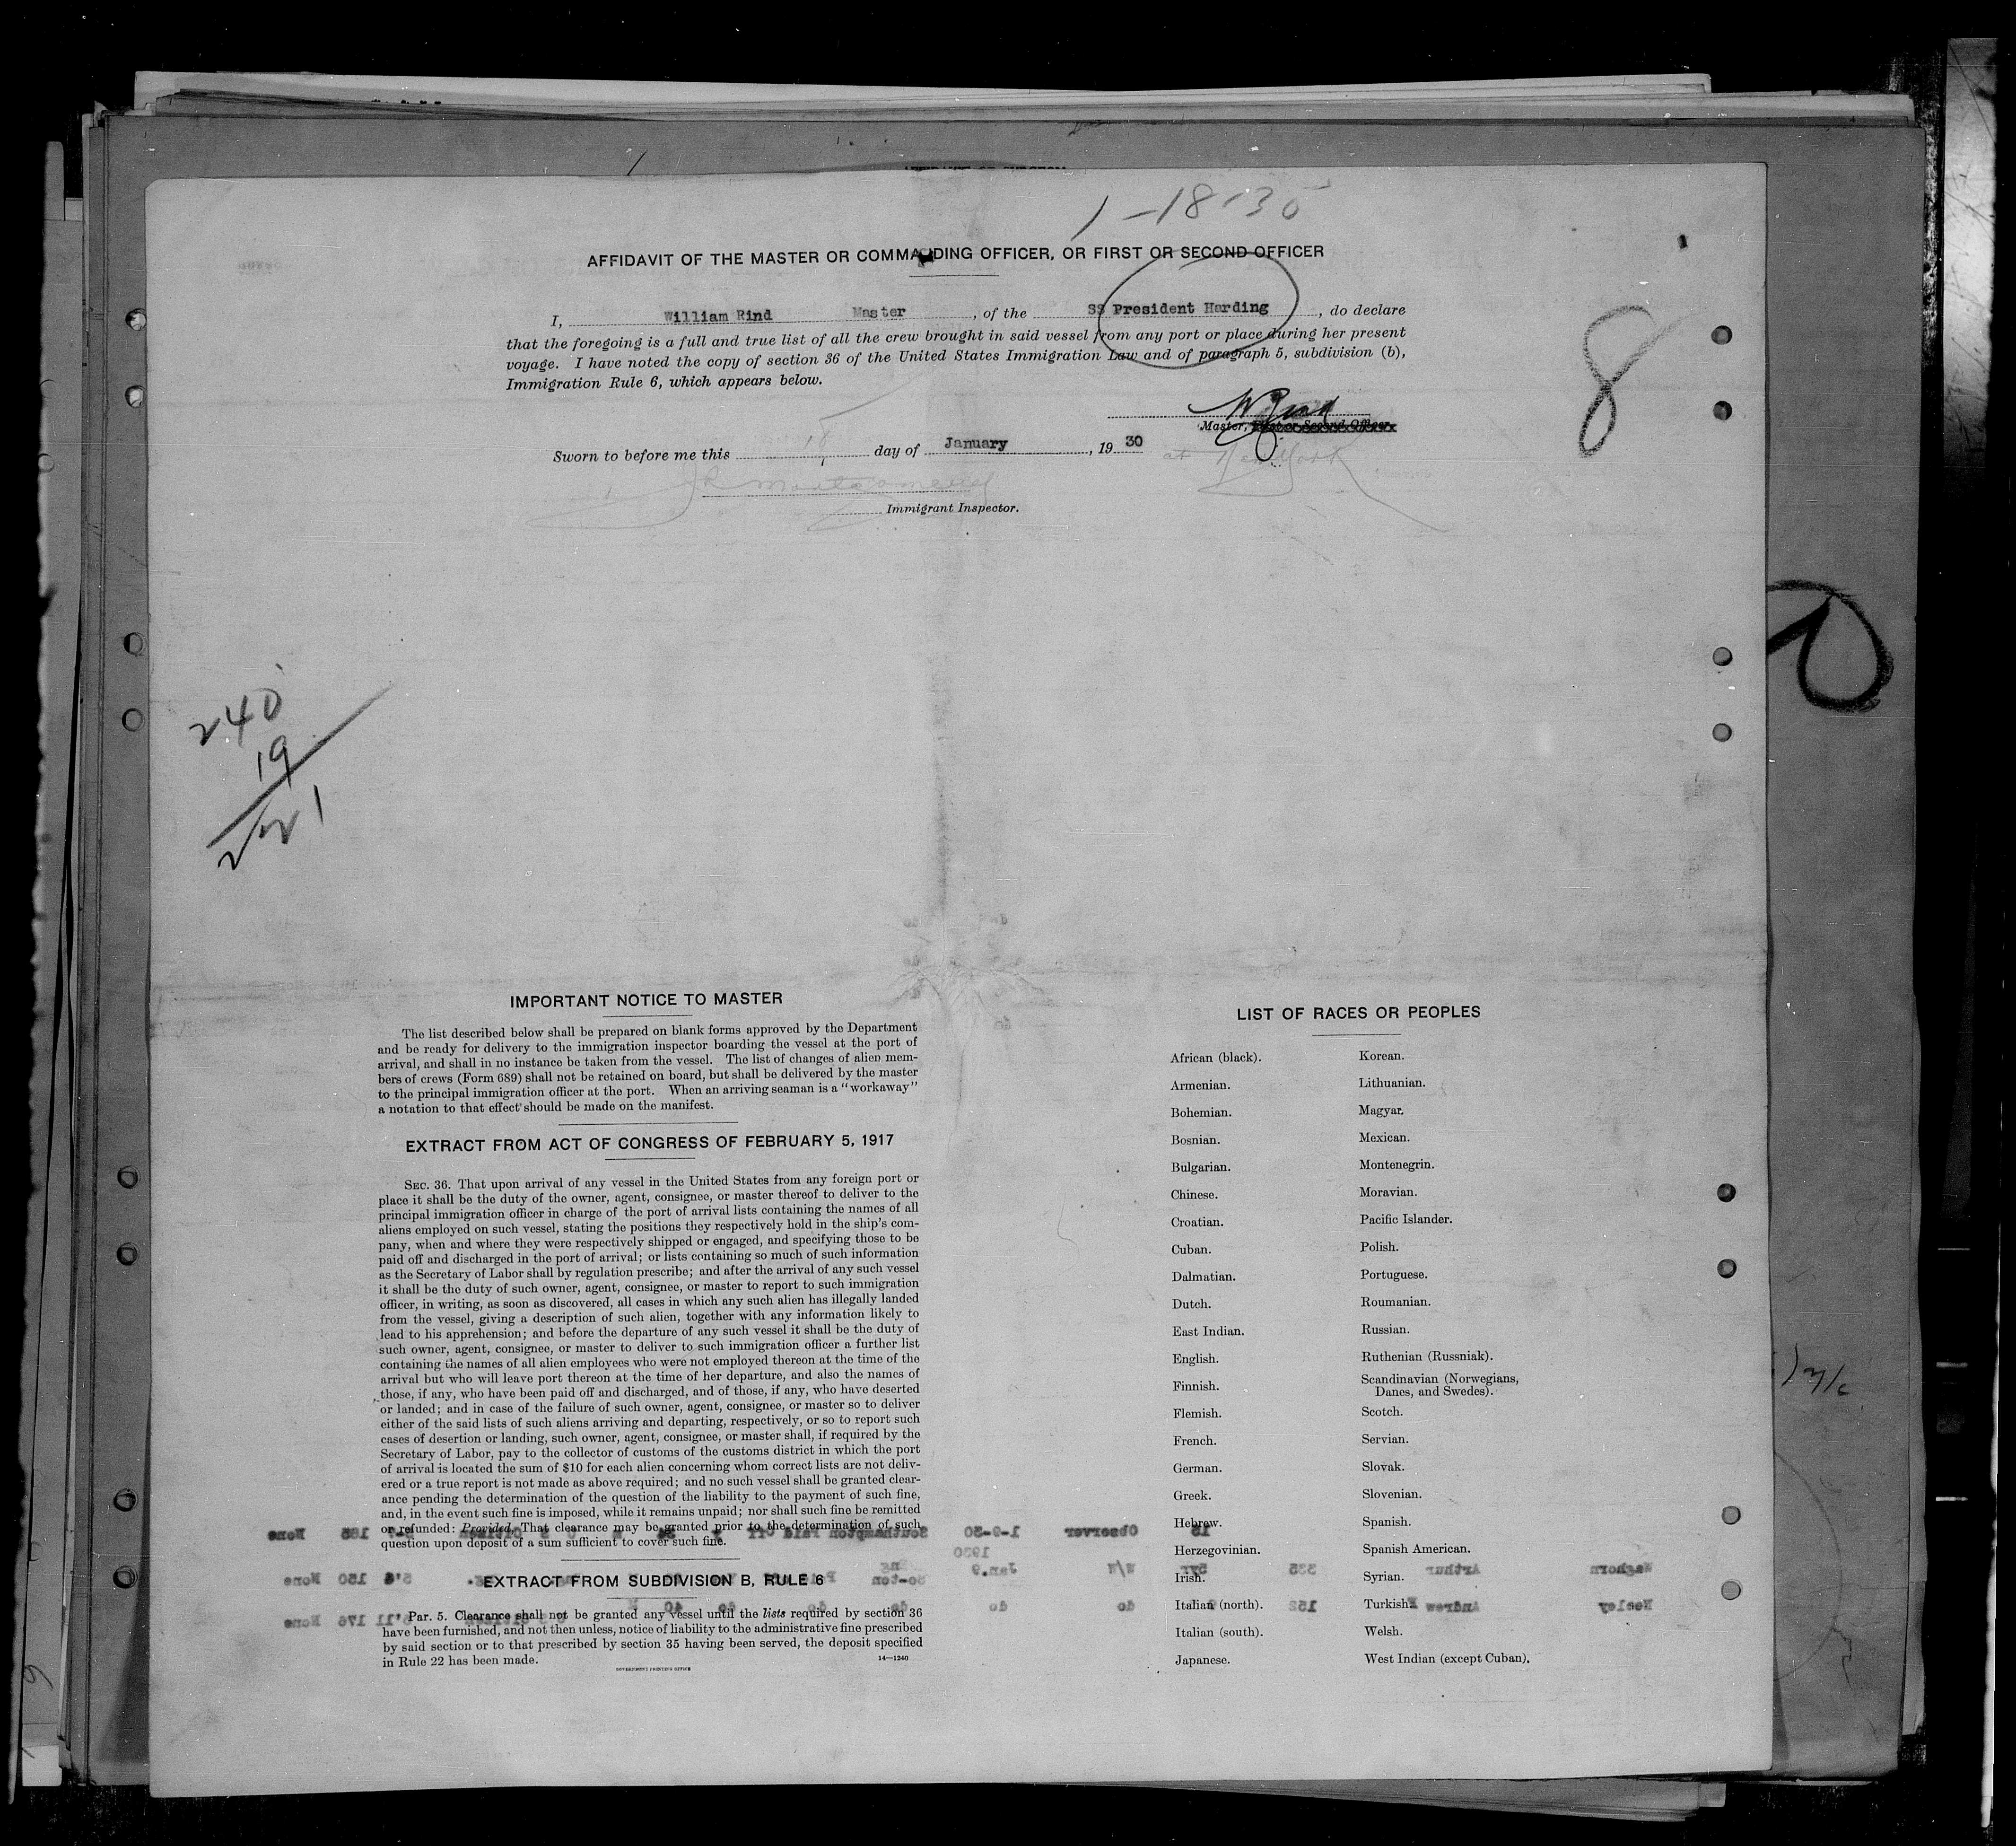 1-18-30
AFFIDAVIT OF THE MASTER OR COMMANDING OFFICER, OR FIRST OR SECOND OFFICER
I, William Rind Master, of the SS President Harding, do declare
that the foregoing is a full and true list of all the crew brought in said vessel from any port or place during her present
voyage. I have noted the copy of section 36 of the United States Immigration Law and of paragraph 5, subdivision (b),
Immigration Rule 6, which appears below.
8
W Rind
Master, First or Second Officer.
Sworn to before me this 18 day of January, 1930 at New York
Immigrant Inspector.
240
19
221
IMPORTANT NOTICE TO MASTER
The list described below shall be prepared on blank forms approved by the Department
and be ready for delivery to the immigration inspector boarding the vessel at the port of
arrival, and shall in no instance be taken from the vessel. The list of changes of alien mem-
bers of crews (Form 689) shall not be retained on board, but shall be delivered by the master
to the principal immigration officer at the port. When an arriving seaman is a "workaway"
a notation to that effect should be made on the manifest.
EXTRACT FROM ACT OF CONGRESS OF FEBRUARY 5, 1917
SEC. 36. That upon arrival of any vessel in the United States from any foreign port or
place it shall be the duty of the owner, agent, consignee, or master thereof to deliver to the
principal immigration officer in charge of the port of arrival lists containing the names of all
aliens employed on such vessel, stating the positions they respectively hold in the ship's com-
pany, when and where they were respectively shipped or engaged, and specifying those to be
paid off and discharged in the port of arrival; or lists containing so much of such information
as the Secretary of Labor shall by regulation prescribe; and after the arrival of any such vessel
it shall be the duty of such owner, agent, consignee, or master to report to such immigration
officer, in writing, as soon as discovered, all cases in which any such alien has illegally landed
from the vessel, giving a description of such alien, together with any information likely to
lead to his apprehension; and before the departure of any such vessel it shall be the duty of
such owner, agent, consignee, or master to deliver to such immigration officer a further list
containing the names of all alien employees who were not employed thereon at the time of the
arrival but who will leave port thereon at the time of her departure, and also the names of
those, if any, who have been paid off and discharged, and of those, if any, who have deserted
or landed; and in case of the failure of such owner, agent, consignee, or master so to deliver
either of the said lists of such aliens arriving and departing, respectively, or so to report such
cases of desertion or landing, such owner, agent, consignee, or master shall, if required by the
Secretary of Labor, pay to the collector of customs of the customs district in which the port
of arrival is located the sum of $10 for each alien concerning whom correct lists are not deliv-
ered or a true report is not made as above required; and no such vessel shall be granted clear-
ance pending the determination of the question of the liability to the payment of such fine,
and, in the event such fine is imposed, while it remains unpaid; nor shall such fine be remitted
or refunded: Provided, That clearance may be granted prior to the determination of such
question upon deposit of a sum sufficient to cover such fine.
EXTRACT FROM SUBDIVISION B, RULE 6
Par. 5. Clearance shall not be granted any vessel until the lists required by section 36
have been furnished, and not then unless, notice of liability to the administrative fine prescribed
by said section or to that prescribed by section 35 having been served, the deposit specified
in Rule 22 has been made.
14—1240
GOVERNMENT PRINTING OFFICE
LIST OF RACES OR PEOPLES
African (black).
Armenian.
Bohemian.
Bosnian.
Bulgarian.
Chinese.
Croatian.
Cuban.
Dalmatian.
Dutch.
East Indian.
English.
Finnish.
Flemish.
French.
German.
Greek.
Hebrew.
Herzegovinian.
Irish.
Italian (north).
Italian (south).
Japanese.
Korean.
Lithuanian.
Magyar.
Mexican.
Montenegrin.
Moravian.
Pacific Islander.
Polish.
Portuguese.
Roumanian.
Russian.
Ruthenian (Russniak).
Scandinavian (Norwegians,
Danes, and Swedes).
Scotch.
Servian.
Slovak.
Slovenian.
Spanish.
Spanish American.
Syrian.
Turkish.
Welsh.
West Indian (except Cuban).